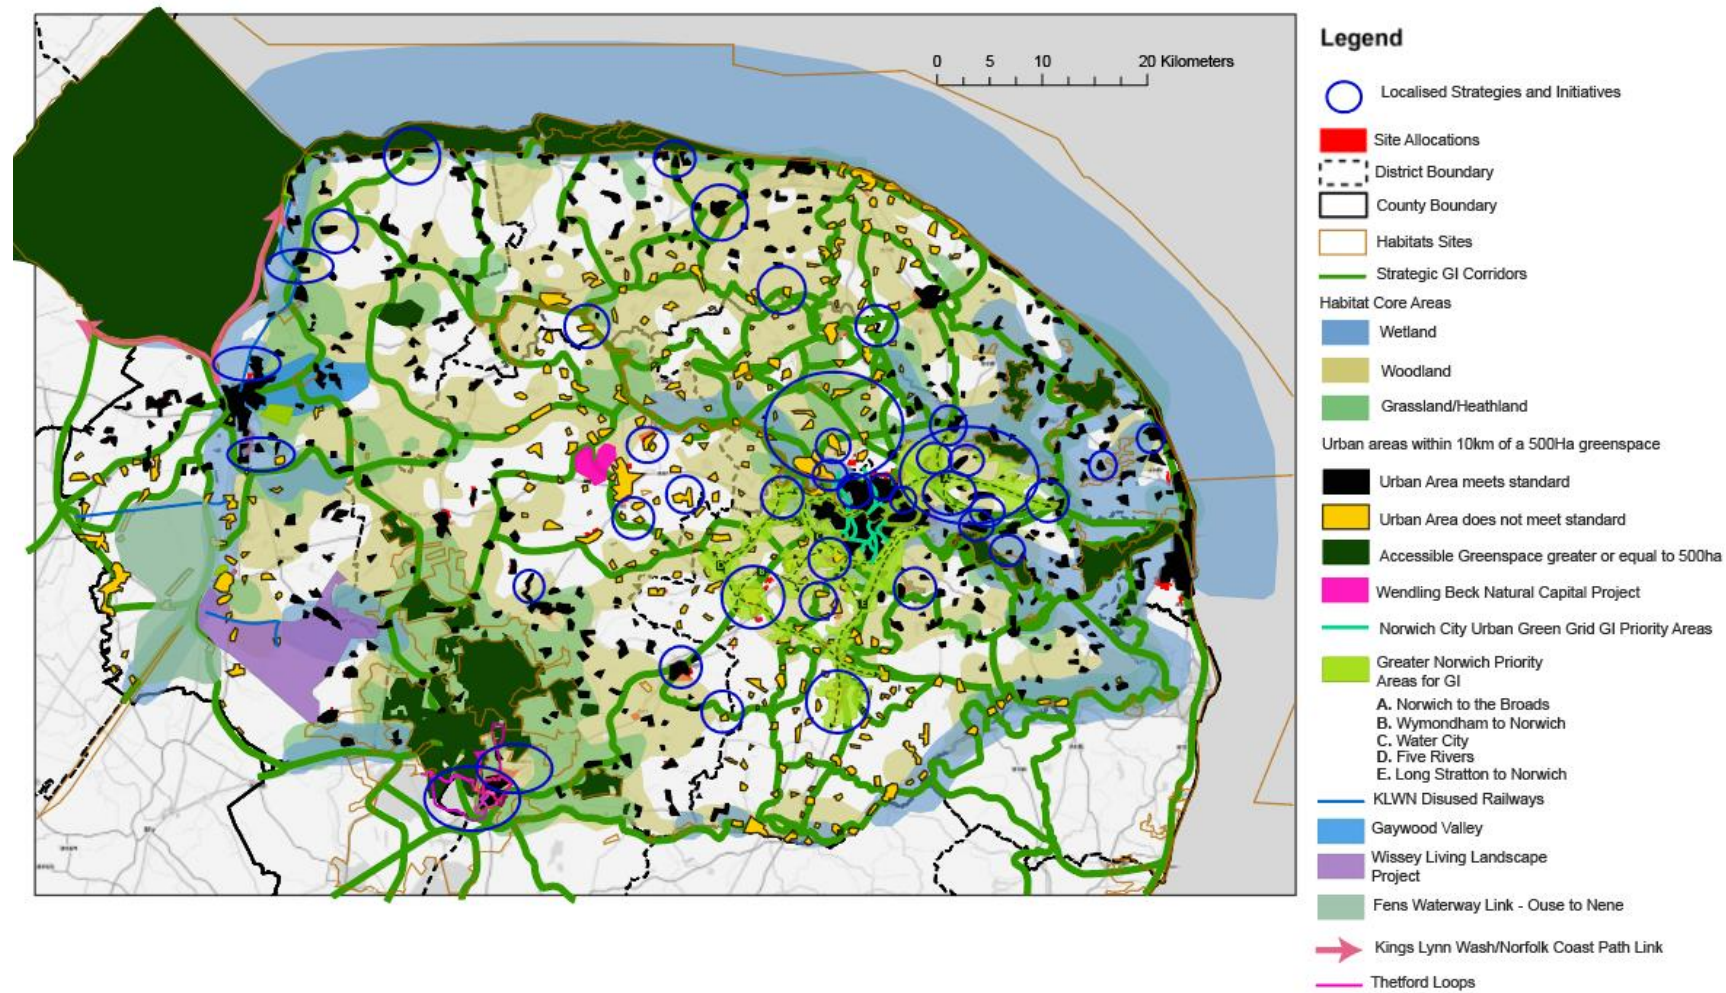 0 5 10 20 Kilometers
Legend
Localised Strategies and Initiatives
Site Allocations
District Boundary
County Boundary
Habitats Sites
Strategic GI Corridors
Habitat Core Areas
Wetland
Woodland
Grassland/Heathland
Urban areas within 10km of a 500Ha greenspace
Urban Area meets standard
Urban Area does not meet standard
Accessible Greenspace greater or equal to 500ha
Wendling Beck Natural Capital Project
Norwich City Urban Green Grid GI Priority Areas
Greater Norwich Priority
Areas for GI
A. Norwich to the Broads
B. Wymondham to Norwich
C. Water City
D. Five Rivers
E. Long Stratton to Norwich
KLWN Disused Railways
Gaywood Valley
Wissey Living Landscape
Project
Fens Waterway Link - Ouse to Nene
Kings Lynn Wash/Norfolk Coast Path Link
Thetford Loops
D
B
E